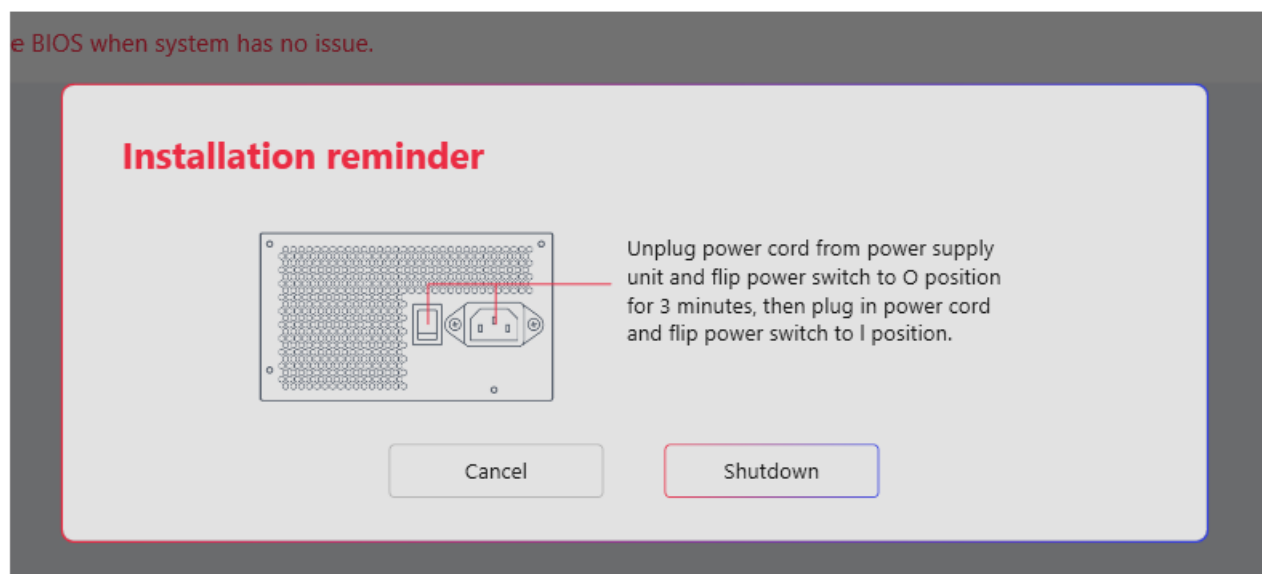 e BIOS when system has no issue.
Installation reminder
Unplug power cord from power supply
unit and flip power switch to O position
for 3 minutes, then plug in power cord
and flip power switch to l position.
Cancel
Shutdown